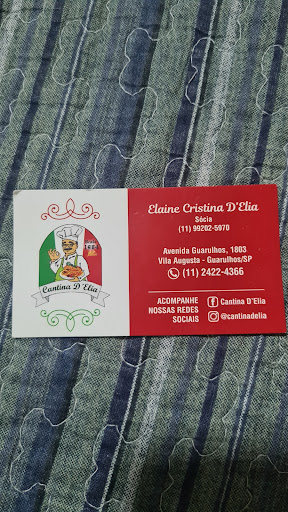 Cantina D'Elia
Elaine Cristina D'Elia
Sócia
(11) 99202-5970
Avenida Guarulhos, 1803
Vila Augusta - Guarulhos/SP
(11) 2422-4366
ACOMPANHE
NOSSAS REDES
SOCIAIS
Cantina D'Elia
@cantinadelia